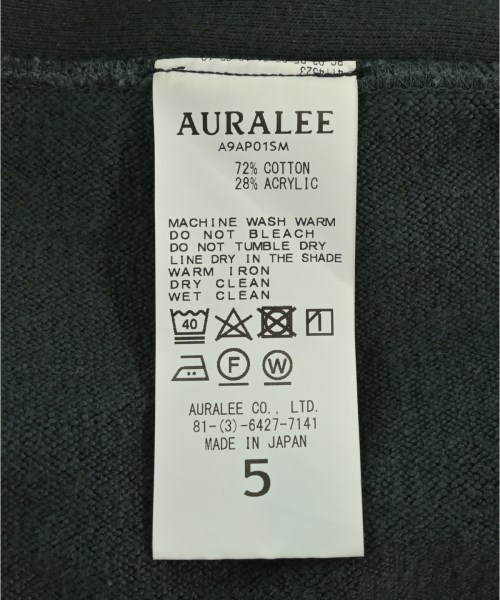 AURALEE
A9AP01SM
72% COTTON
28% ACRYLIC
MACHINE WASH WARM
DO NOT BLEACH
DO NOT TUMBLE DRY
LINE DRY IN THE SHADE
WARM IRON
DRY CLEAN
WET CLEAN
40
F W
AURALEE CO., LTD.
81-(3)-6427-7141
MADE IN JAPAN
5